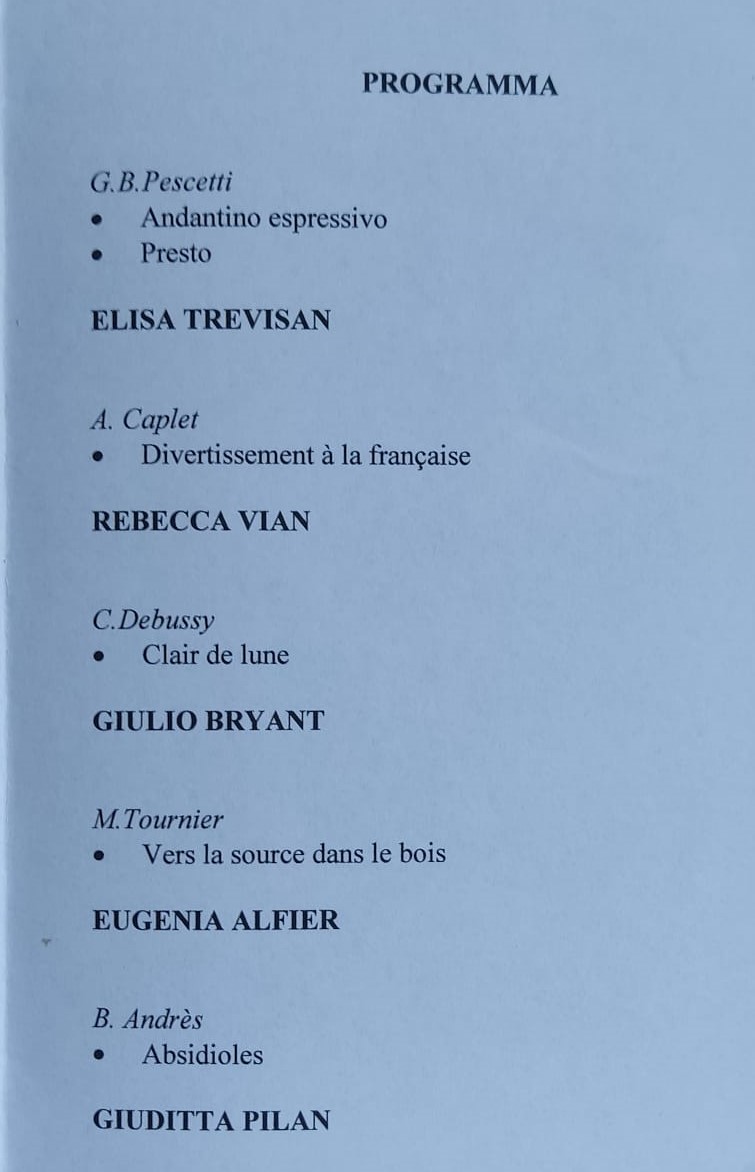 PROGRAMMA
G.B.Pescetti
• Andantino espressivo
• Presto
ELISA TREVISAN
A. Caplet
• Divertissement à la française
REBECCA VIAN
C.Debussy
• Clair de lune
GIULIO BRYANT
M.Tournier
• Vers la source dans le bois
EUGENIA ALFIER
B. Andrès
• Absidioles
GIUDITTA PILAN